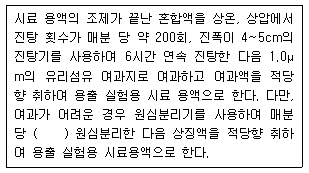 시료 용액의 조제가 끝난 혼합액을 상온, 상압에서
진탕 횟수가 매분 당 약 200회, 진폭이 4~5cm의
진탕기를 사용하여 6시간 연속 진탕한 다음 1.0μ
m의 유리섬유 여과지로 여과하고 여과액을 적당
량 취하여 용출 실험용 시료 용액으로 한다. 다만,
여과가 어려운 경우 원심분리기를 사용하여 매분
당 (    ) 원심분리한 다음 상징액을 적당량 취하
여 용출 실험용 시료용액으로 한다.